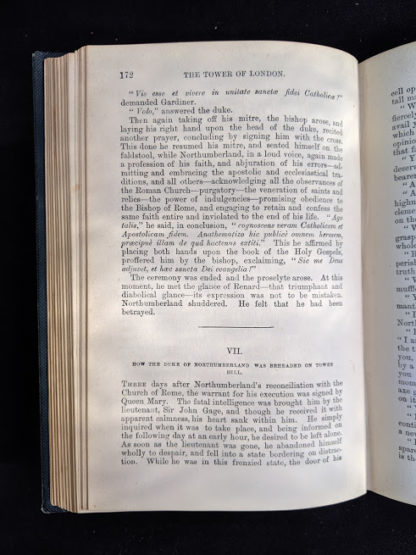 172 THE TOWER OF LONDON.
"Vis esse et vivere in unitate sanctæ fidei Catholicæ?"
demanded Gardiner.
"Volo," answered the duke.
Then again taking off his mitre, the bishop arose, and
laying his right hand upon the head of the duke, recited
another prayer, concluding by signing him with the cross.
This done he resumed his mitre, and seated himself on the
faldstool, while Northumberland, in a loud voice, again made
a profession of his faith, and abjuration of his errors—ad-
mitting and embracing the apostolic and ecclesiastical tra-
ditions, and all others—acknowledging all the observances of
the Roman Church—purgatory—the veneration of saints and
relics—the power of indulgences—promising obedience to
the Bishop of Rome, and engaging to retain and confess the
same faith entire and inviolated to the end of his life. "Ago
talis," he said, in conclusion, "cognoscens veram Catholicam et
Apostolicam fidem. Anathematizo hic publicè omnem hæresem,
præcipuè illam de quâ hactenus extiti." This he affirmed by
placing both hands upon the book of the Holy Gospels,
proffered him by the bishop, exclaiming, "Sic me Deus
adjuvet, et hæc sancta Dei evangelia!"
The ceremony was ended and the proselyte arose. At this
moment, he met the glance of Renard—that triumphant and
diabolical glance—its expression was not to be mistaken.
Northumberland shuddered. He felt that he had been
betrayed.
VII.
HOW THE DUKE OF NORTHUMBERLAND WAS BEHEADED ON TOWER
HILL.
THREE days after Northumberland's reconciliation with the
Church of Rome, the warrant for his execution was signed by
Queen Mary. The fatal intelligence was brought him by the
lieutenant, Sir John Gage, and though he received it with
apparent calmness, his heart sank within him. He simply
inquired when it was to take place, and being informed on
the following day at an early hour, he desired to be left alone.
As soon as the lieutenant was gone, he abandoned himself
wholly to despair, and fell into a state bordering on distrac-
tion. While he was in this frenzied state, the door of his